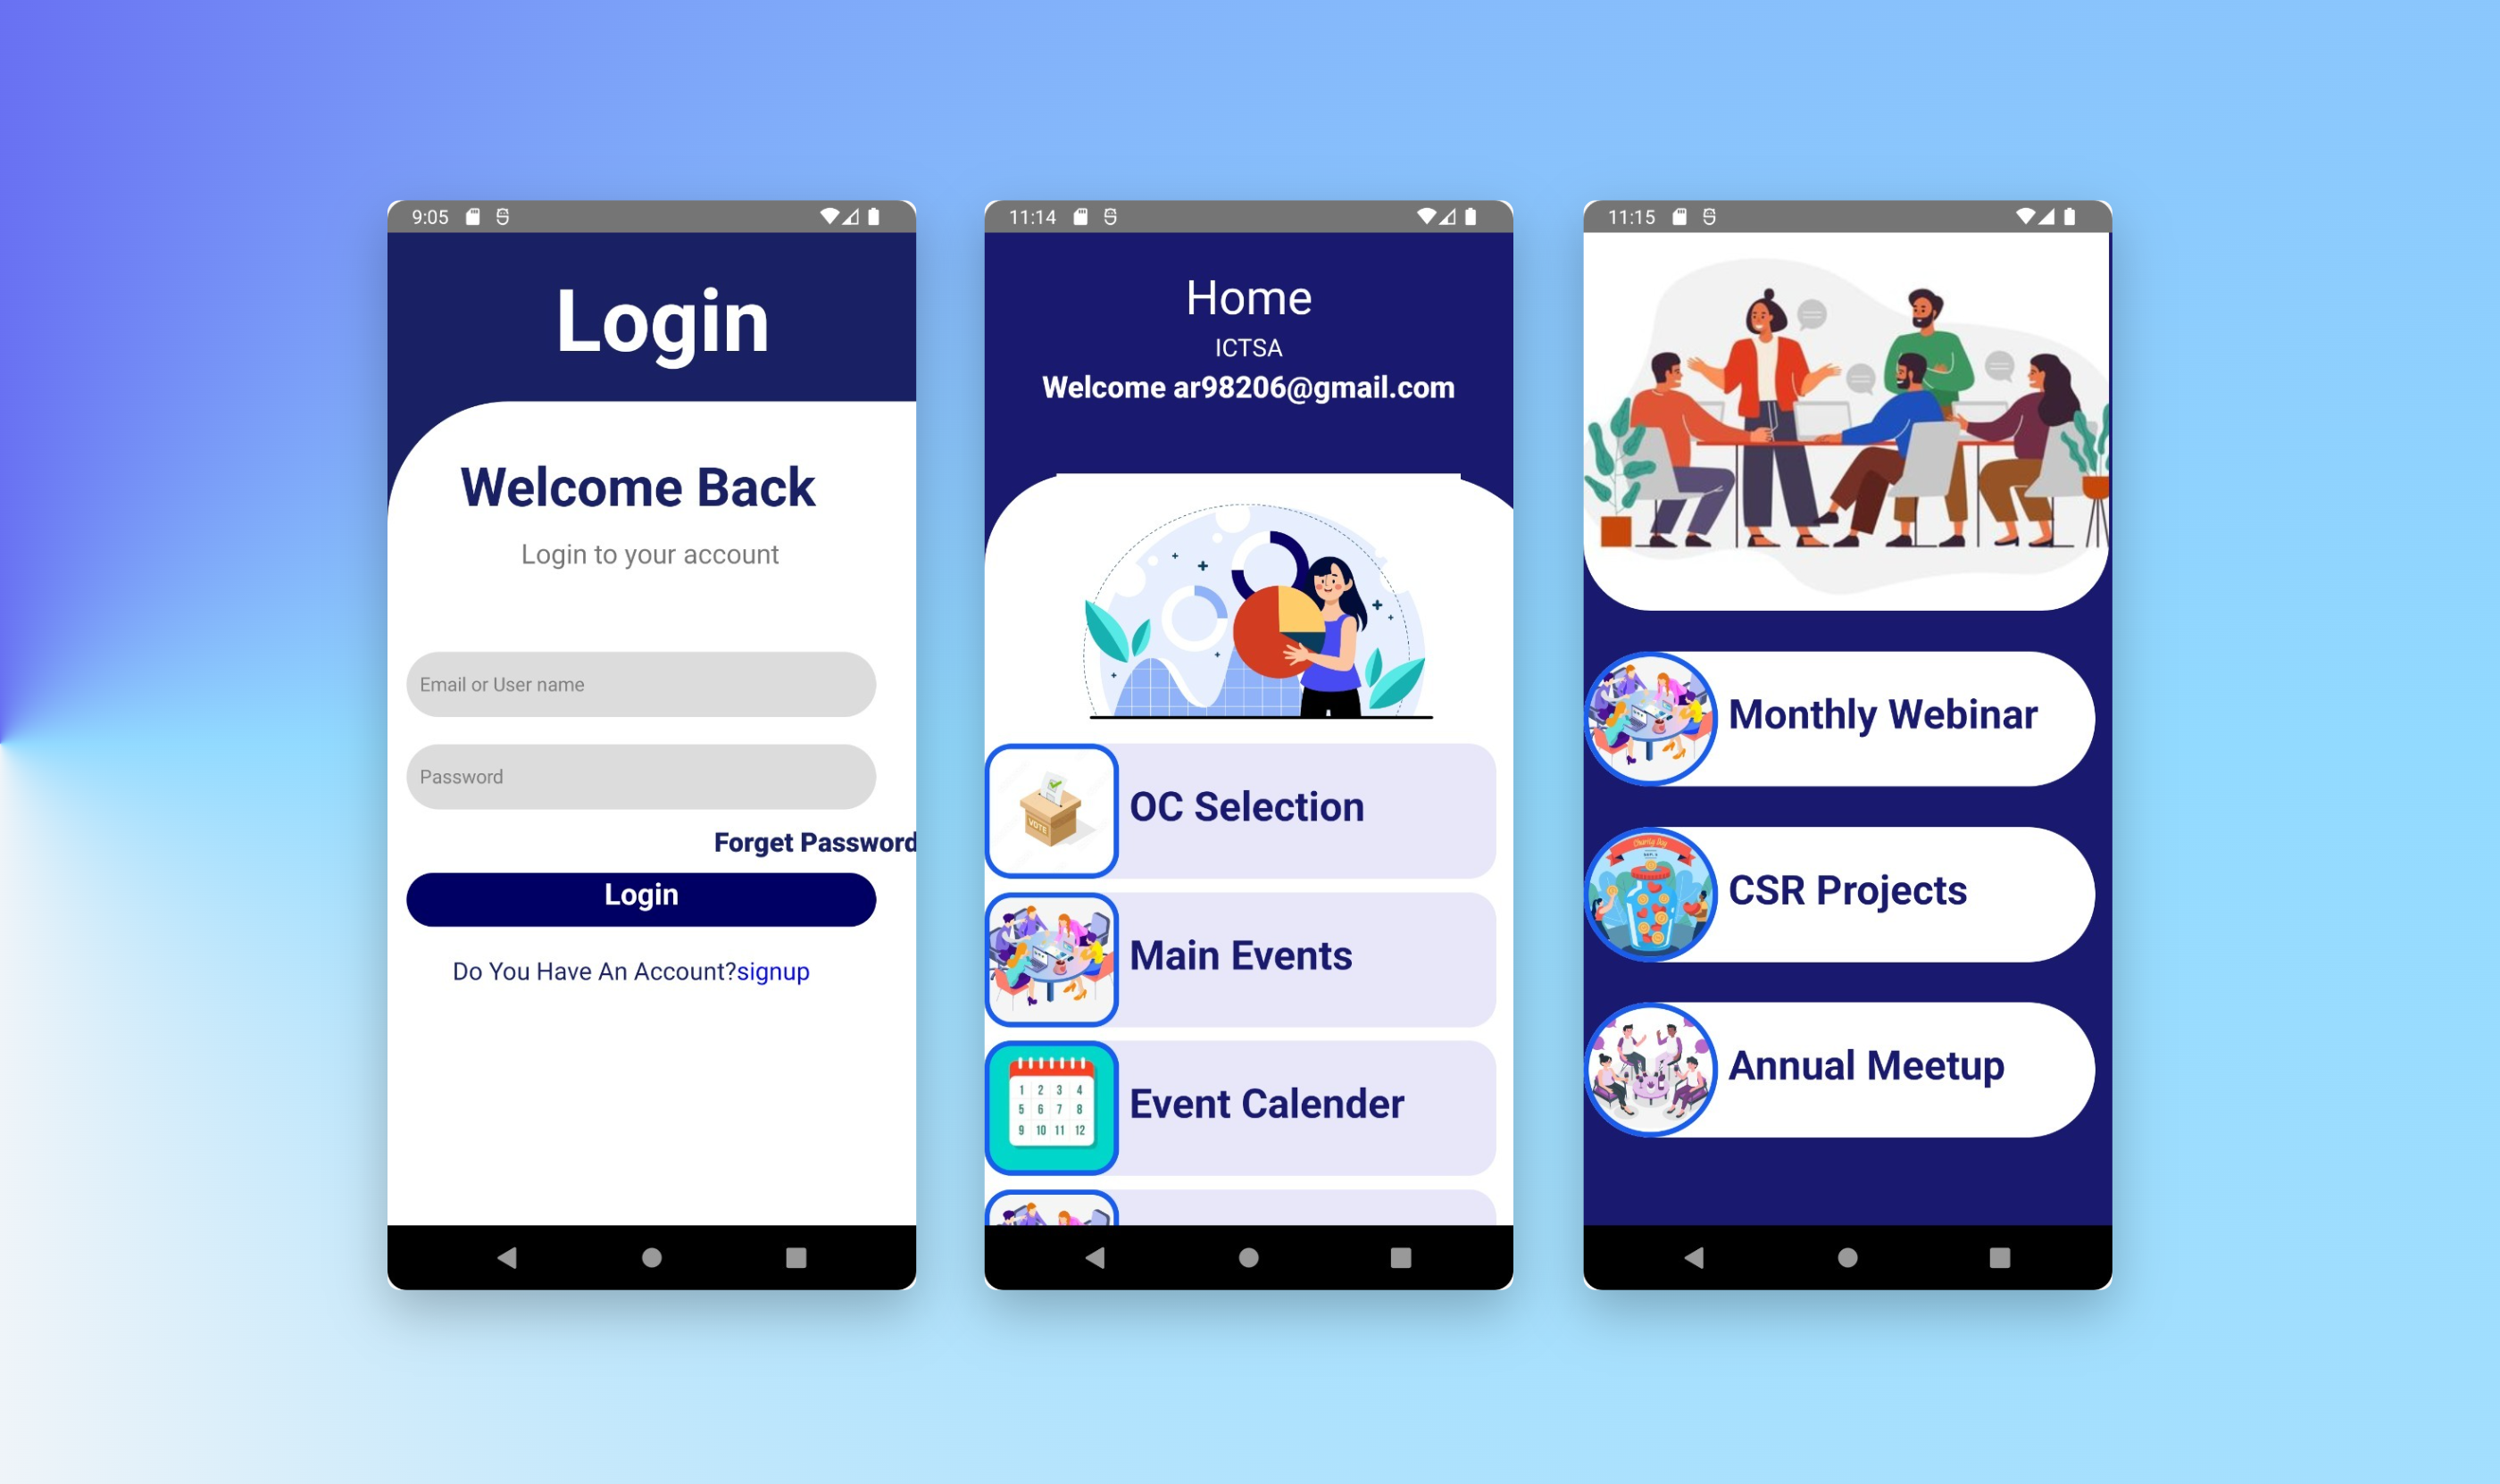 9:05
Login
Welcome Back
Login to your account
Email or User name
Password
Forget Password
Login
Do You Have An Account?signup
11:14
Home
ICTSA
Welcome ar98206@gmail.com
VOTE
OC Selection
Main Events
1 2 3 4
5 6 7 8
9 10 11 12
Event Calender
11:15
Monthly Webinar
Charity Day
CSR Projects
Annual Meetup